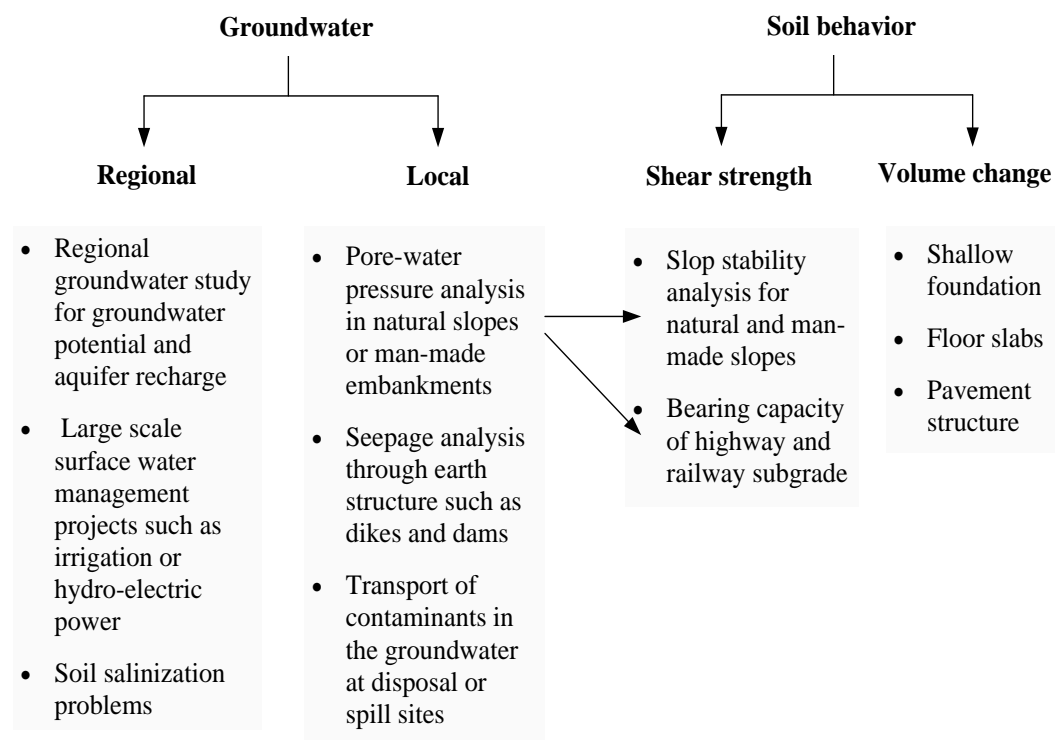 Groundwater
Soil behavior
Regional
Local
Shear strength
Volume change
• Regional
groundwater study
for groundwater
potential and
aquifer recharge
• Large scale
surface water
management
projects such as
irrigation or
hydro-electric
power
• Soil salinization
problems
• Pore-water
pressure analysis
in natural slopes
or man-made
embankments
• Seepage analysis
through earth
structure such as
dikes and dams
• Transport of
contaminants in
the groundwater
at disposal or
spill sites
• Slop stability
analysis for
natural and man-
made slopes
• Bearing capacity
of highway and
railway subgrade
• Shallow
foundation
• Floor slabs
• Pavement
structure